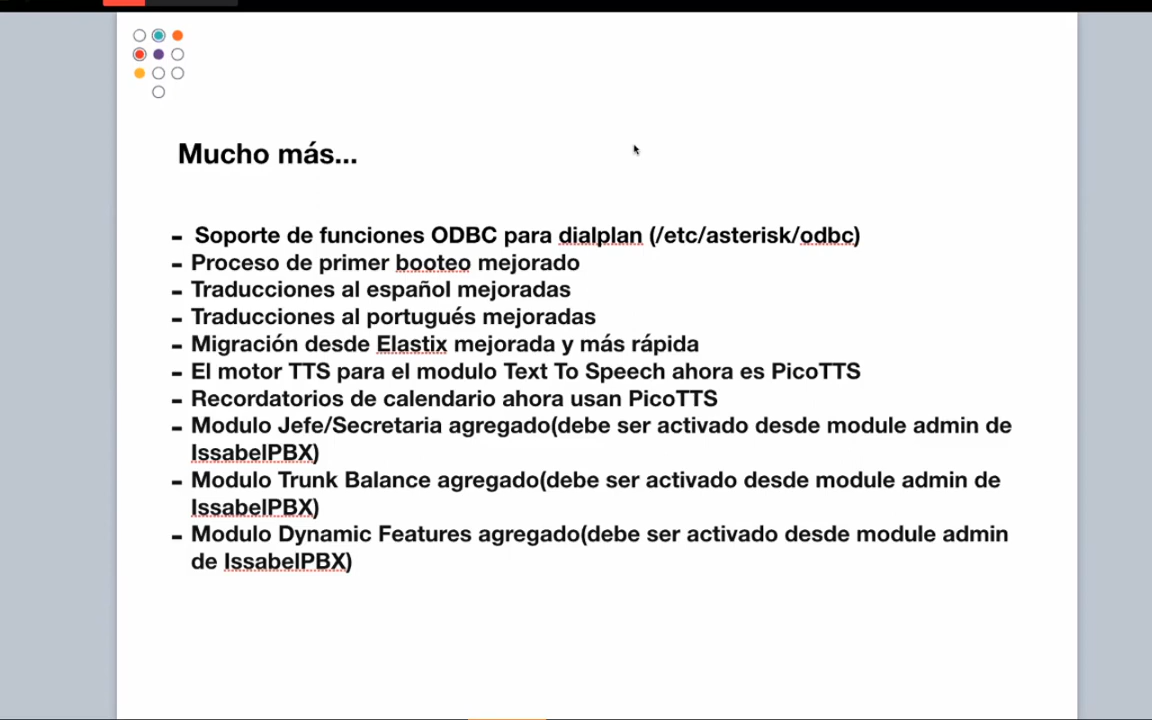 Mucho más...
- Soporte de funciones ODBC para dialplan (/etc/asterisk/odbc)
- Proceso de primer booteo mejorado
- Traducciones al español mejoradas
- Traducciones al portugués mejoradas
- Migración desde Elastix mejorada y más rápida
- El motor TTS para el modulo Text To Speech ahora es PicoTTS
- Recordatorios de calendario ahora usan PicoTTS
- Modulo Jefe/Secretaria agregado(debe ser activado desde module admin de
IssabelPBX)
- Modulo Trunk Balance agregado(debe ser activado desde module admin de
IssabelPBX)
- Modulo Dynamic Features agregado(debe ser activado desde module admin
de IssabelPBX)